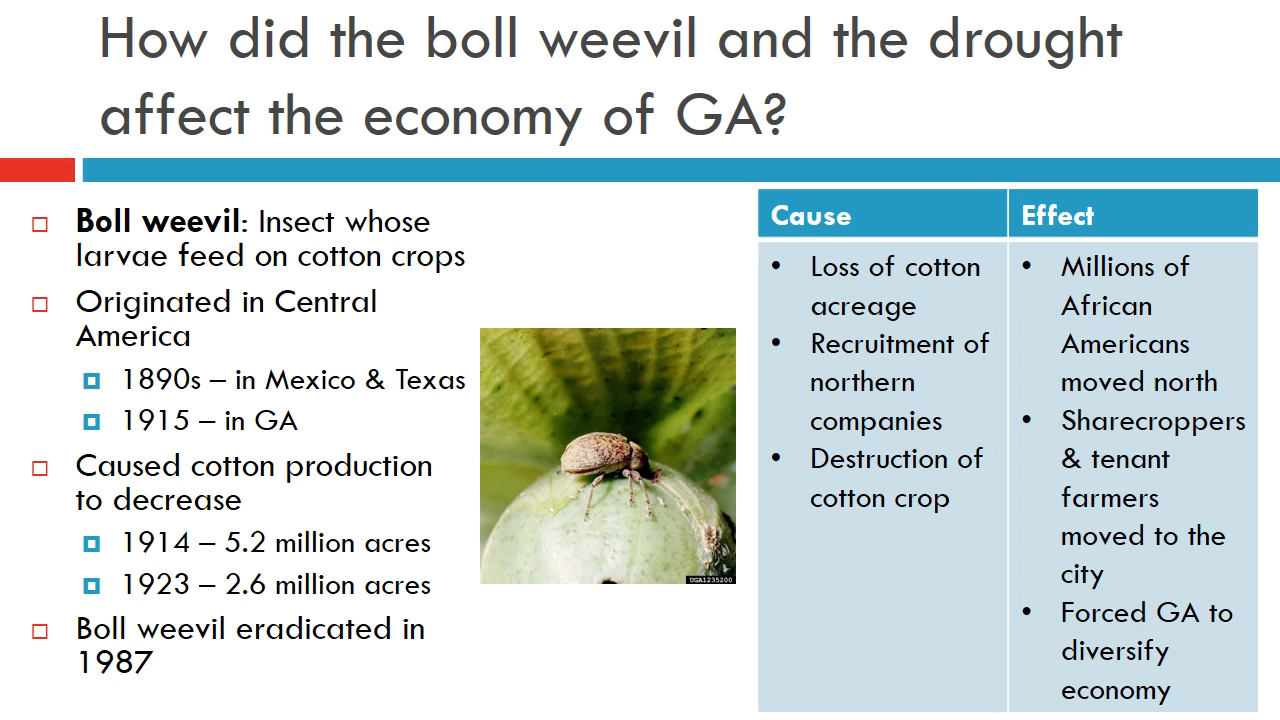 How did the boll weevil and the drought
affect the economy of GA?
Boll weevil: Insect whose
larvae feed on cotton crops
Originated in Central
America
1890s – in Mexico & Texas
1915 – in GA
Caused cotton production
to decrease
1914 – 5.2 million acres
1923 – 2.6 million acres
Boll weevil eradicated in
1987
UGA1235200
Cause
• Loss of cotton
acreage
• Recruitment of
northern
companies
• Destruction of
cotton crop
Effect
• Millions of
African
Americans
moved north
• Sharecroppers
& tenant
farmers
moved to the
city
• Forced GA to
diversify
economy